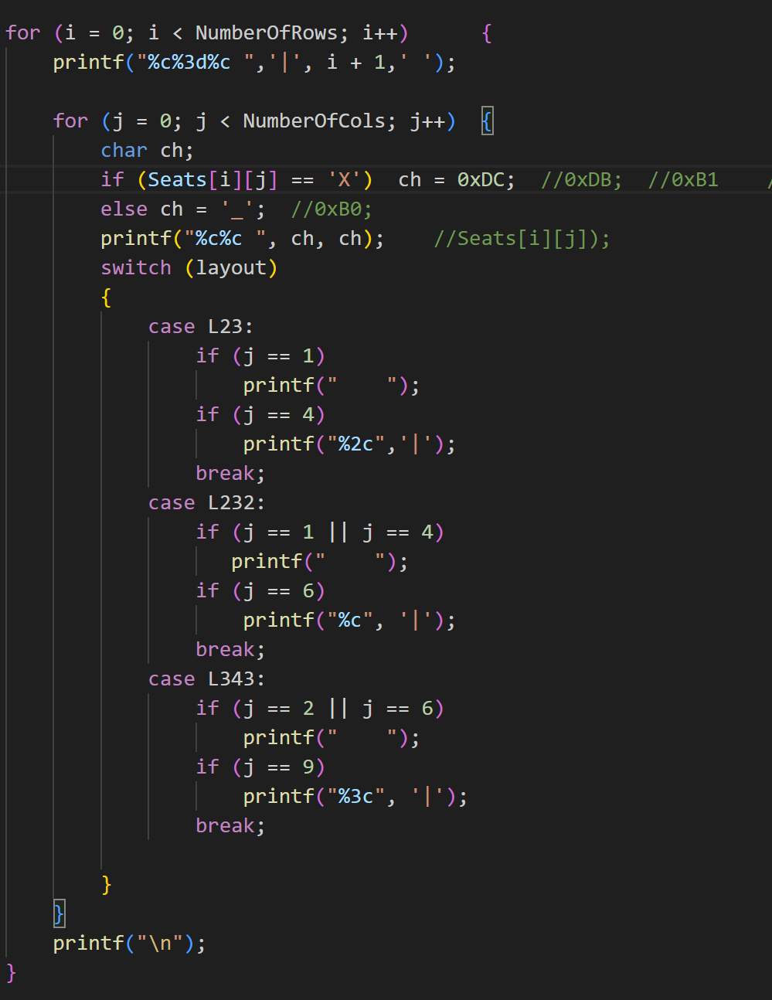 for (i = 0; i < NumberOfRows; i++)      {
    printf("%c%3d%c ",'|', i + 1,' ');

    for (j = 0; j < NumberOfCols; j++)  {
        char ch;
        if (Seats[i][j] == 'X')  ch = 0xDC;  //0xDB;  //0xB1    /
        else ch = '_';  //0xB0;
        printf("%c%c ", ch, ch);    //Seats[i][j]);
        switch (layout)
        {
            case L23:
                if (j == 1)
                    printf("    ");
                if (j == 4)
                    printf("%2c",'|');
                break;
            case L232:
                if (j == 1 || j == 4)
                   printf("    ");
                if (j == 6)
                    printf("%c", '|');
                break;
            case L343:
                if (j == 2 || j == 6)
                    printf("    ");
                if (j == 9)
                    printf("%3c", '|');
                break;

        }
    }
    printf("\n");
}